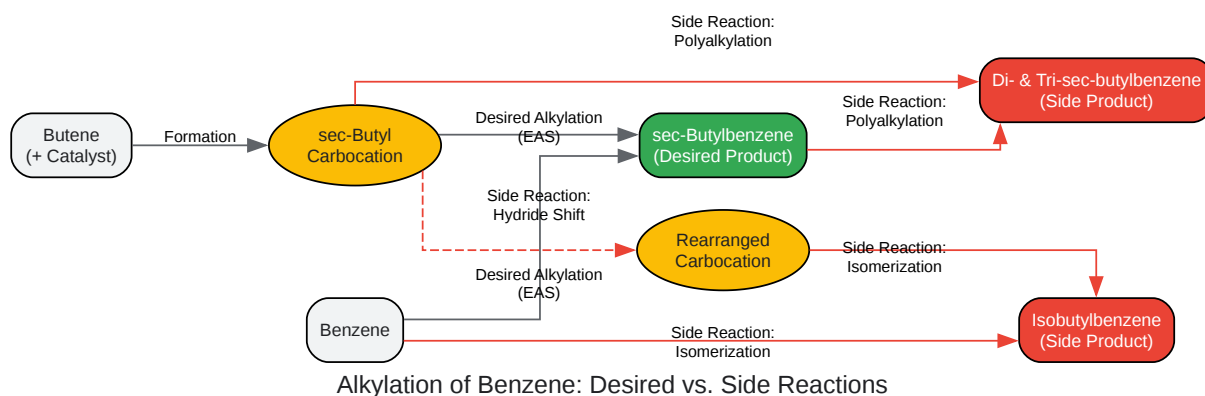 Side Reaction:
Polyalkylation
Di- & Tri-sec-butylbenzene
(Side Product)
Side Reaction:
Polyalkylation
Butene
(+ Catalyst)
Formation
sec-Butyl
Carbocation
Desired Alkylation
(EAS)
sec-Butylbenzene
(Desired Product)
Side Reaction:
Hydride Shift
Rearranged
Carbocation
Side Reaction:
Isomerization
Desired Alkylation
(EAS)
Benzene
Side Reaction:
Isomerization
Isobutylbenzene
(Side Product)
Alkylation of Benzene: Desired vs. Side Reactions